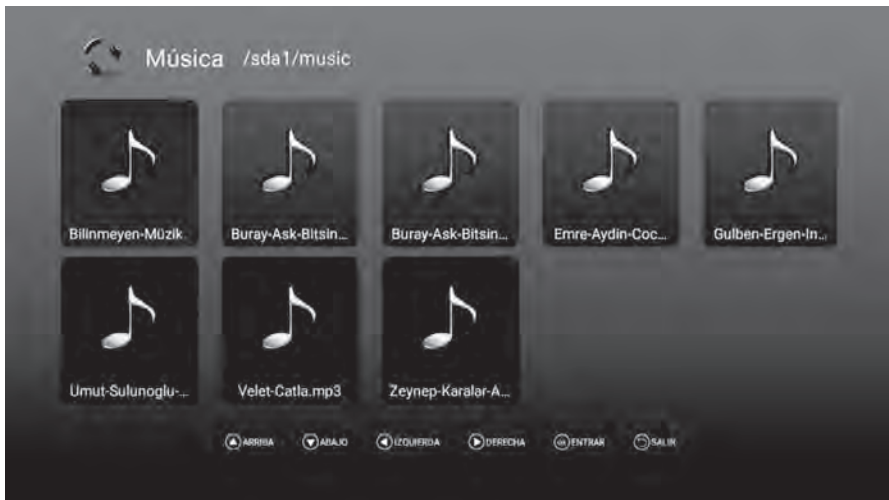 Música /sda1/music
Bilinmeyen-Müzik Buray-Ask-Bitsin... Buray-Ask-Bitsin... Emre-Aydin-Coc... Gulben-Ergen-In...
Umut-Sulunoglu-... Velet-Catla.mp3 Zeynep-Karalar-A...
ARRIBA ABAJO IZQUIERDA DERECHA OK ENTRAR SALIR